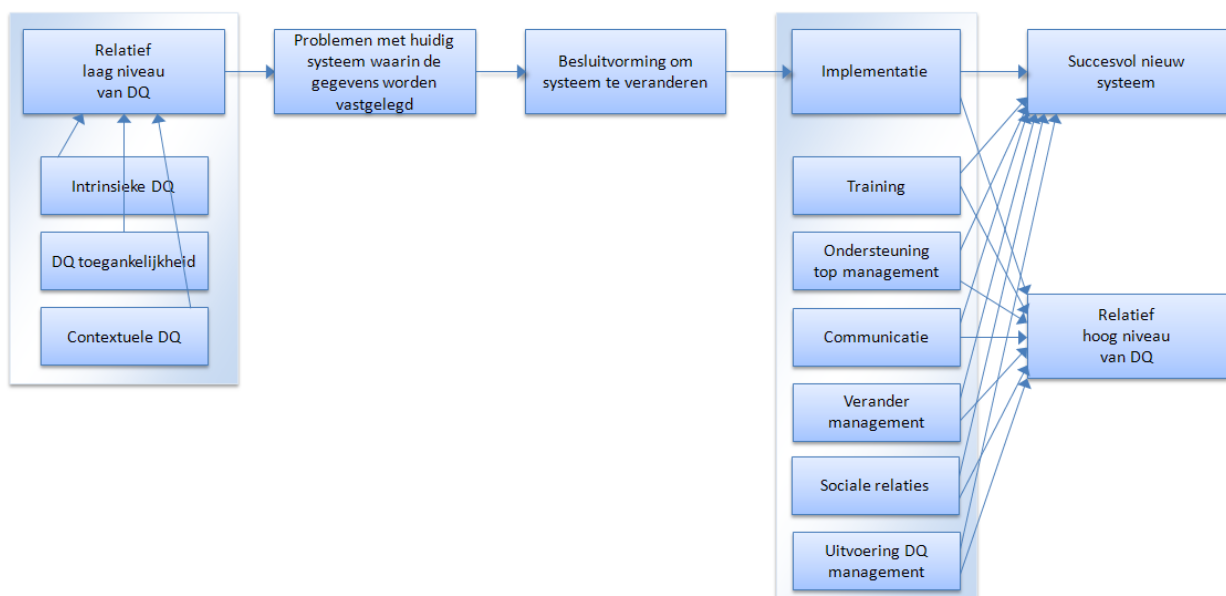 Relatief
laag niveau
van DQ
Problemen met huidig
systeem waarin de
gegevens worden
vastgelegd
Besluitvorming om
systeem te veranderen
Implementatie
Succesvol nieuw
systeem
Intrinsieke DQ
DQ toegankelijkheid
Contextuele DQ
Training
Ondersteuning
top management
Communicatie
Verander
management
Sociale relaties
Uitvoering DQ
management
Relatief
hoog niveau
van DQ